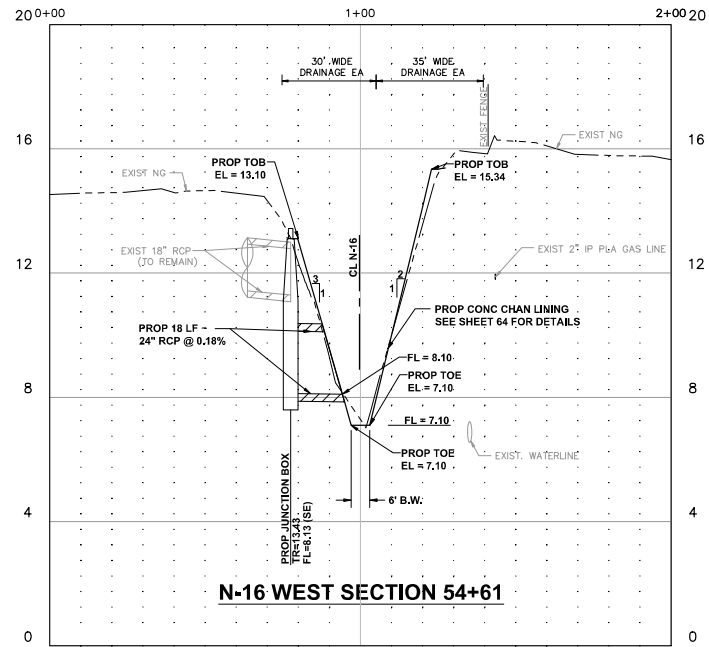 20 0+00 1+00 2+00 20
30' WIDE
DRAINAGE EA
35' WIDE
DRAINAGE EA
EXIST FENCE
16 16
EXIST NG
PROP TOB
EL = 13.10
PROP TOB
EL = 15.34
EXIST NG
CL N-16
EXIST 18" RCP
(TO REMAIN)
EXIST 2" IP PLA GAS LINE
12 12
3
1
2
1
PROP CONC CHAN LINING
SEE SHEET 64 FOR DETAILS
PROP 18 LF
24" RCP @ 0.18%
FL = 8.10
PROP TOE
EL = 7.10
8 8
FL = 7.10
PROP TOE
EL = 7.10
EXIST. WATERLINE
6' B.W.
PROP JUNCTION BOX
TR=13.43
FL=8.13 (SE)
4 4
N-16 WEST SECTION 54+61
0 0